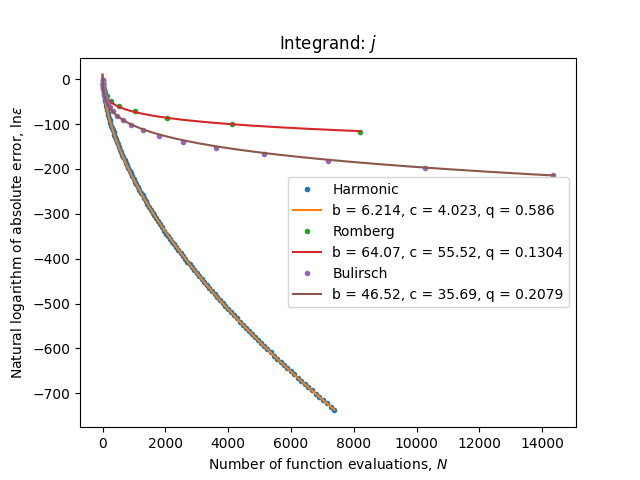 Integrand: j
Natural logarithm of absolute error, lnε
0
−100
−200
−300
−400
−500
−600
−700
Harmonic
b = 6.214, c = 4.023, q = 0.586
Romberg
b = 64.07, c = 55.52, q = 0.1304
Bulirsch
b = 46.52, c = 35.69, q = 0.2079
0 2000 4000 6000 8000 10000 12000 14000
Number of function evaluations, N